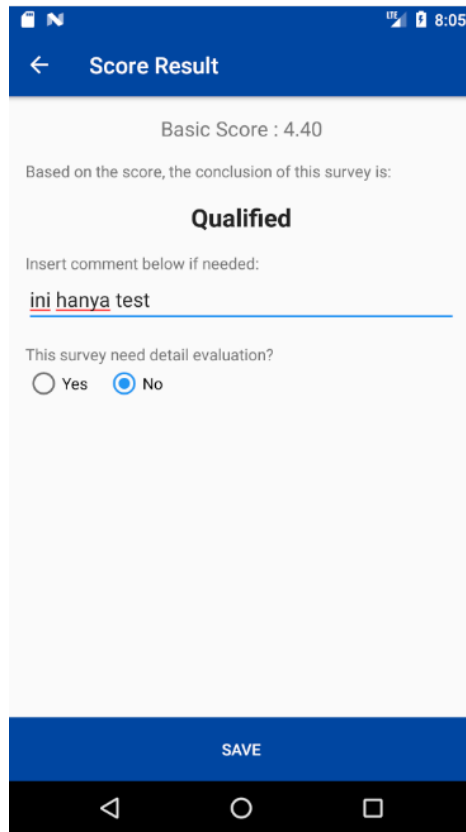 LTE 8:05
Score Result
Basic Score : 4.40
Based on the score, the conclusion of this survey is:
Qualified
Insert comment below if needed:
ini hanya test
This survey need detail evaluation?
Yes No
SAVE